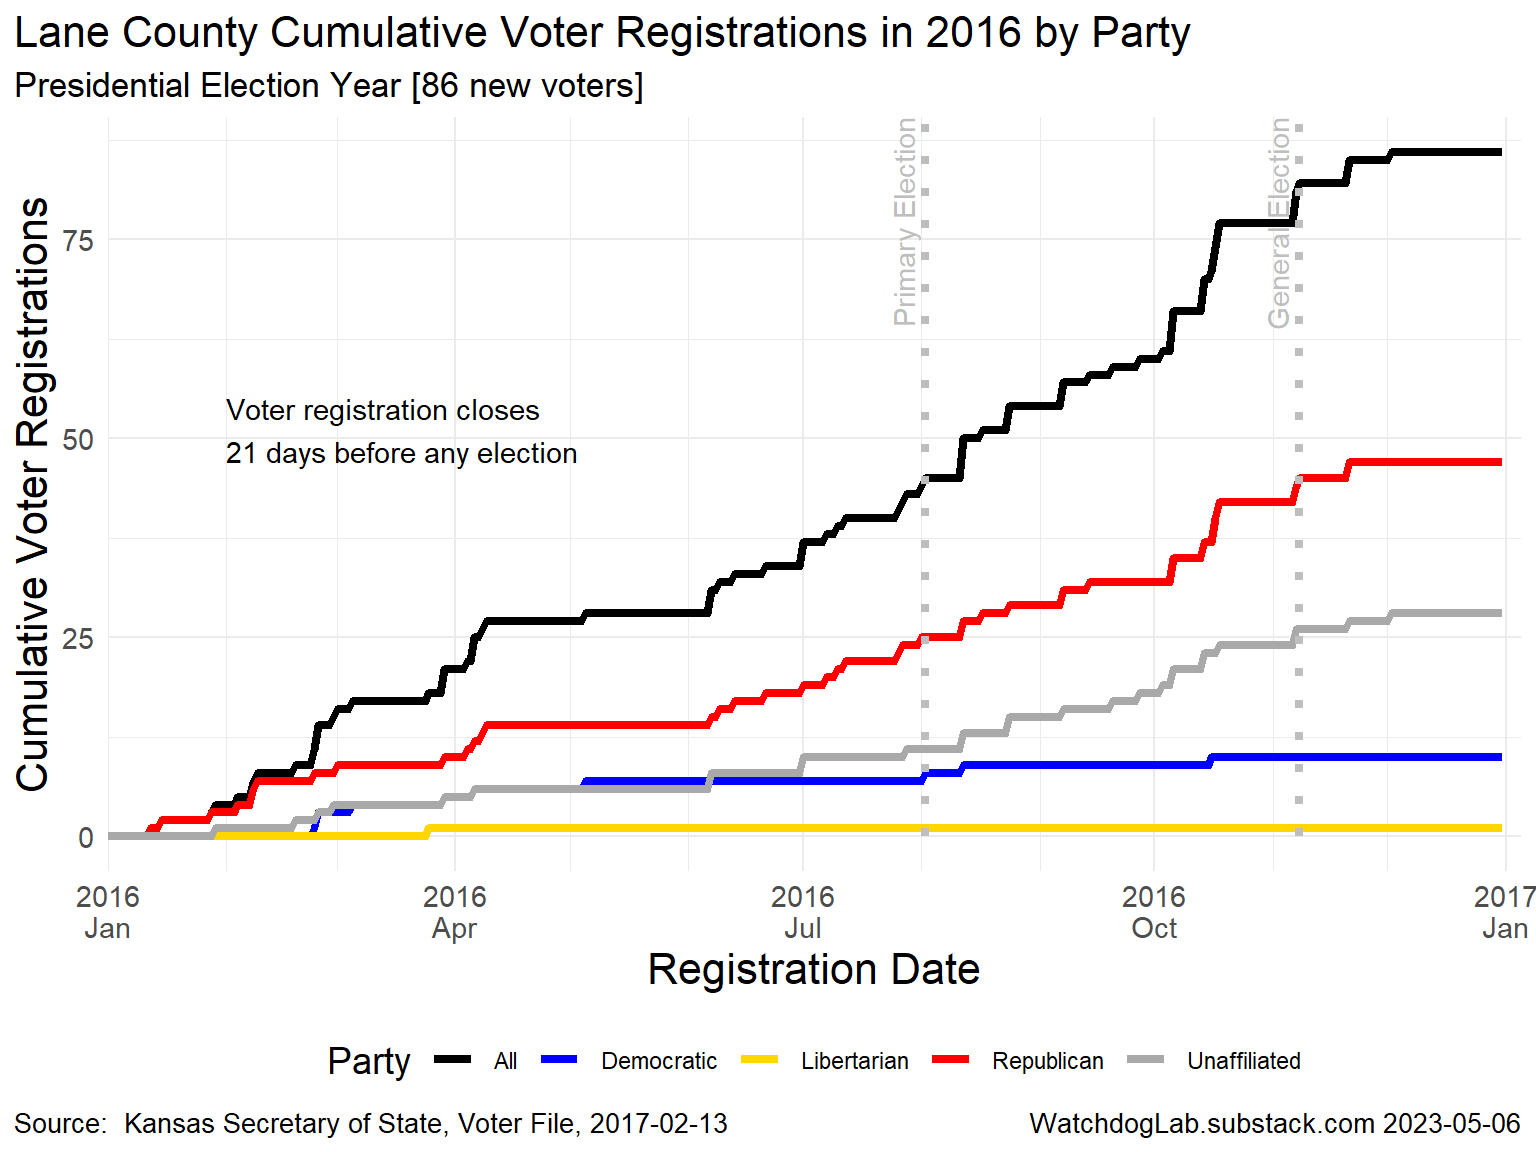 Lane County Cumulative Voter Registrations in 2016 by Party
Presidential Election Year [86 new voters]
Cumulative Voter Registrations
75
50
25
0
Primary Election
General Election
Voter registration closes
21 days before any election
2016 2016 2016 2016 2017
Jan Apr Jul Oct Jan
Registration Date
Party All Democratic Libertarian Republican Unaffiliated
Source:  Kansas Secretary of State, Voter File, 2017-02-13
WatchdogLab.substack.com 2023-05-06